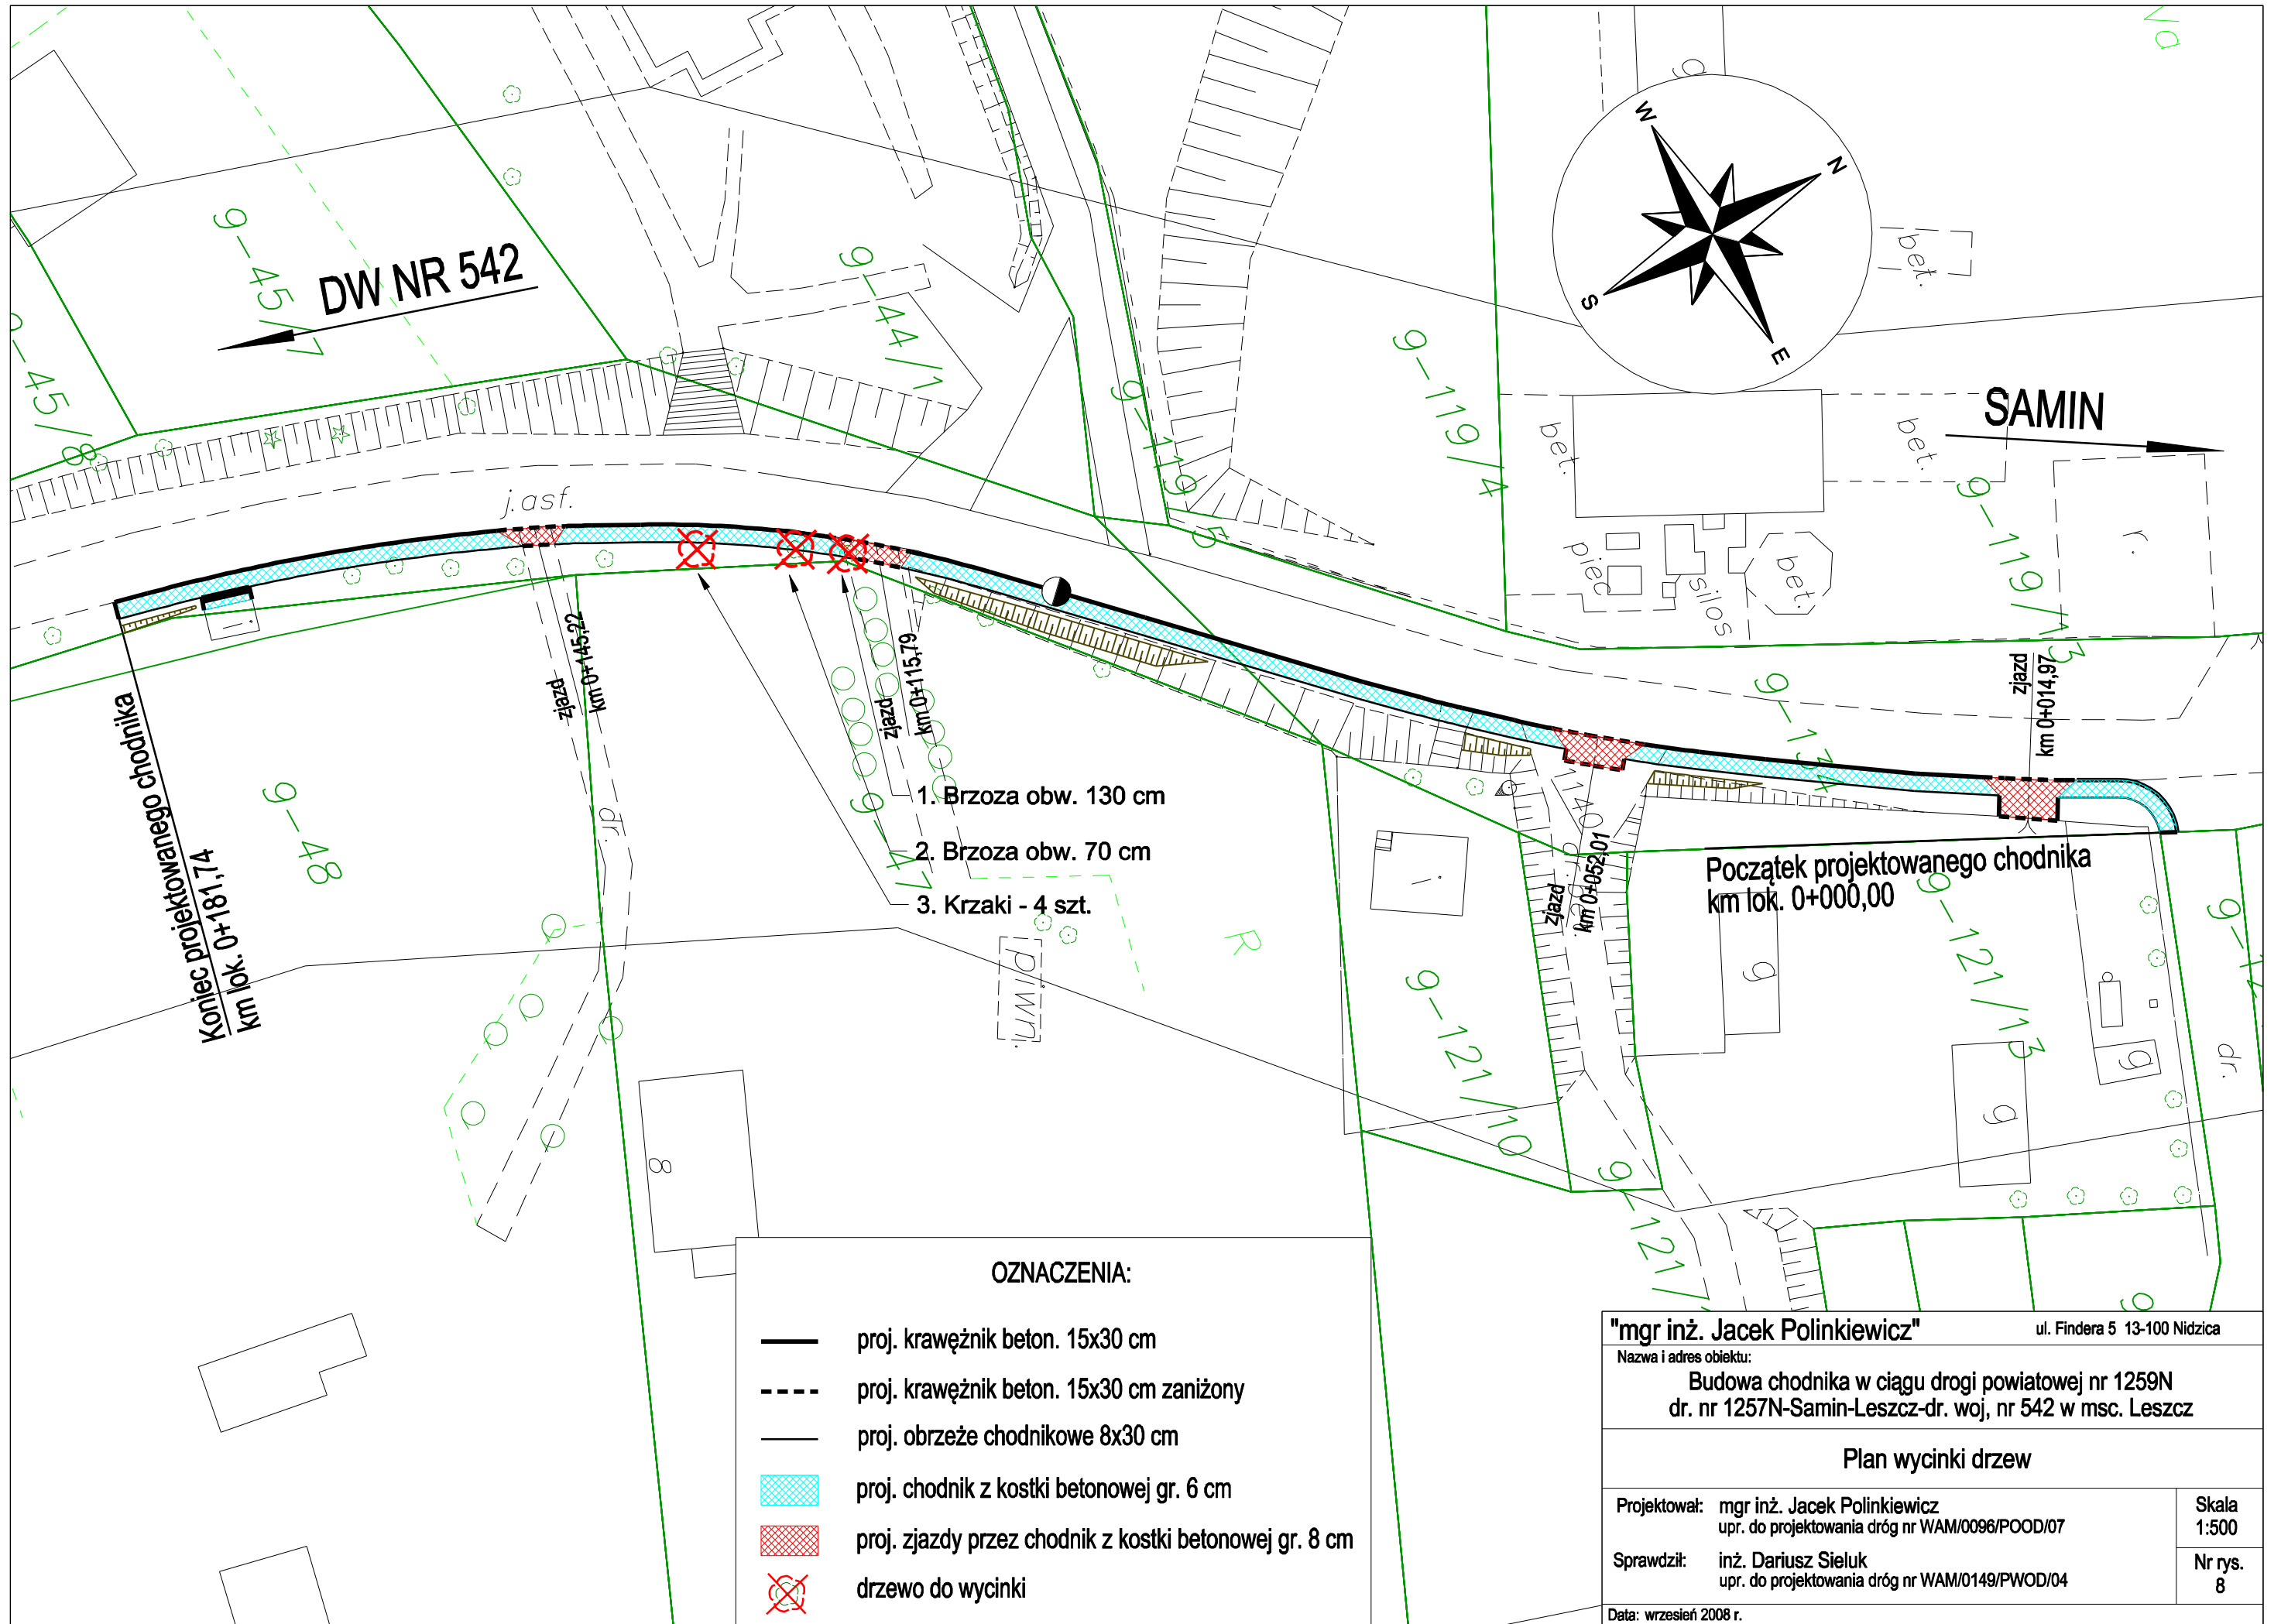 Va
g
W
N
S
E
bet.
9-45/7
DW NR 542
9-44/1
9-45/8
9-119/4
9-119/5
SAMIN
bet.
bet.
9-119/13
r.
j.asf.
piec
silos
bet.
i.
zjazd
km 0+145,22
zjazd
km 0+115,79
zjazd
km 0+014,97
9-134
Koniec projektowanego chodnika
km lok. 0+181,74
9-48
dr.
9-47
1. Brzoza obw. 130 cm
2. Brzoza obw. 70 cm
3. Krzaki - 4 szt.
piwn.
R
i.
zjazd
km 0+052,01
Początek projektowanego chodnika
km lok. 0+000,00
9-121/10
g
9-121/13
g
g
dr.
8
9-121/
OZNACZENIA:
proj. krawężnik beton. 15x30 cm
proj. krawężnik beton. 15x30 cm zaniżony
proj. obrzeże chodnikowe 8x30 cm
proj. chodnik z kostki betonowej gr. 6 cm
proj. zjazdy przez chodnik z kostki betonowej gr. 8 cm
drzewo do wycinki
"mgr inż. Jacek Polinkiewicz" ul. Findera 5 13-100 Nidzica
Nazwa i adres obiektu:
Budowa chodnika w ciągu drogi powiatowej nr 1259N
dr. nr 1257N-Samin-Leszcz-dr. woj, nr 542 w msc. Leszcz
Plan wycinki drzew
Projektował: mgr inż. Jacek Polinkiewicz
upr. do projektowania dróg nr WAM/0096/POOD/07
Skala
1:500
Sprawdził: inż. Dariusz Sieluk
upr. do projektowania dróg nr WAM/0149/PWOD/04
Nr rys.
8
Data: wrzesień 2008 r.